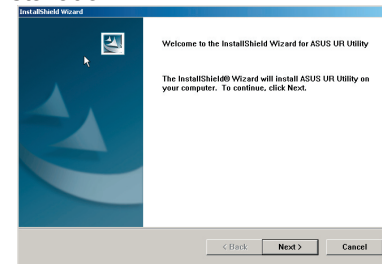 InstallShield Wizard
Welcome to the InstallShield Wizard for ASUS UR Utility
The InstallShield® Wizard will install ASUS UR Utility on
your computer. To continue, click Next.
< Back
Next >
Cancel